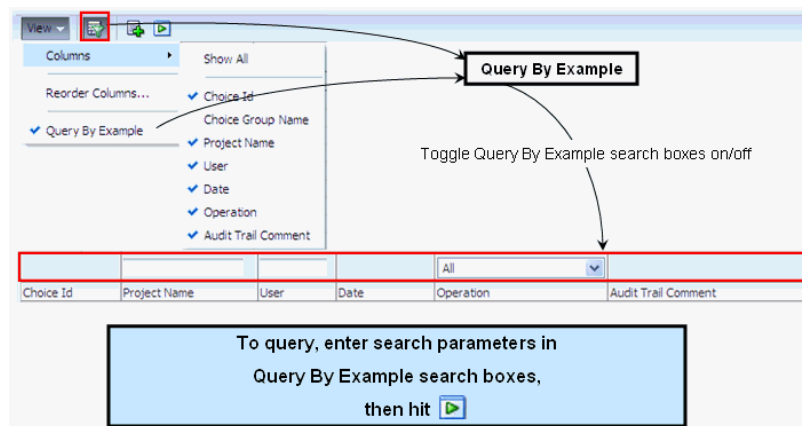 View
Columns
Show All
Query By Example
Reorder Columns...
Choice Id
Choice Group Name
Query By Example
Project Name
Toggle Query By Example search boxes on/off
User
Date
Operation
Audit Trail Comment
All
Choice Id Project Name User Date Operation Audit Trail Comment
To query, enter search parameters in
Query By Example search boxes,
then hit